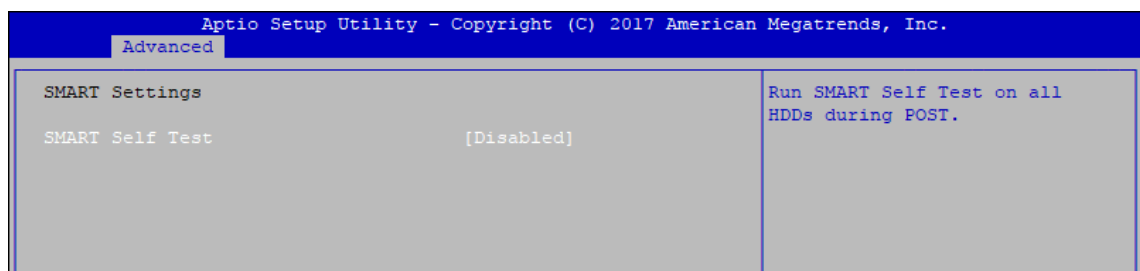 Aptio Setup Utility – Copyright (C) 2017 American Megatrends, Inc.
Advanced
SMART Settings
SMART Self Test [Disabled]
Run SMART Self Test on all
HDDs during POST.